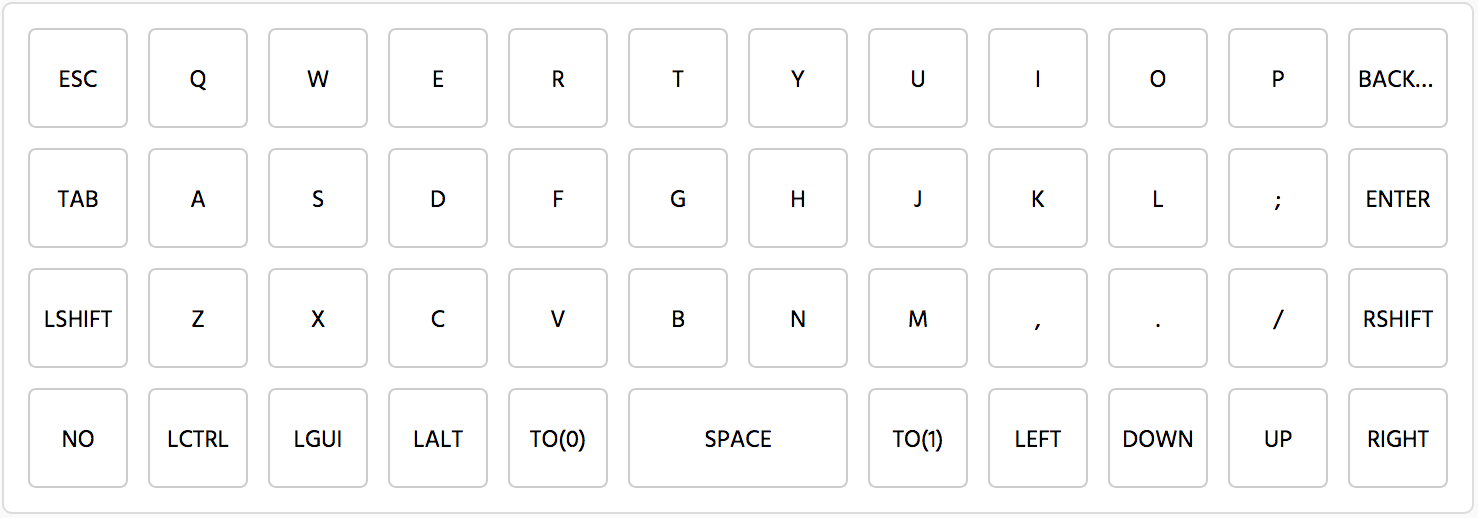 ESC Q W E R T Y U I O P BACK...
TAB A S D F G H J K L ; ENTER
LSHIFT Z X C V B N M , . / RSHIFT
NO LCTRL LGUI LALT TO(0) SPACE TO(1) LEFT DOWN UP RIGHT